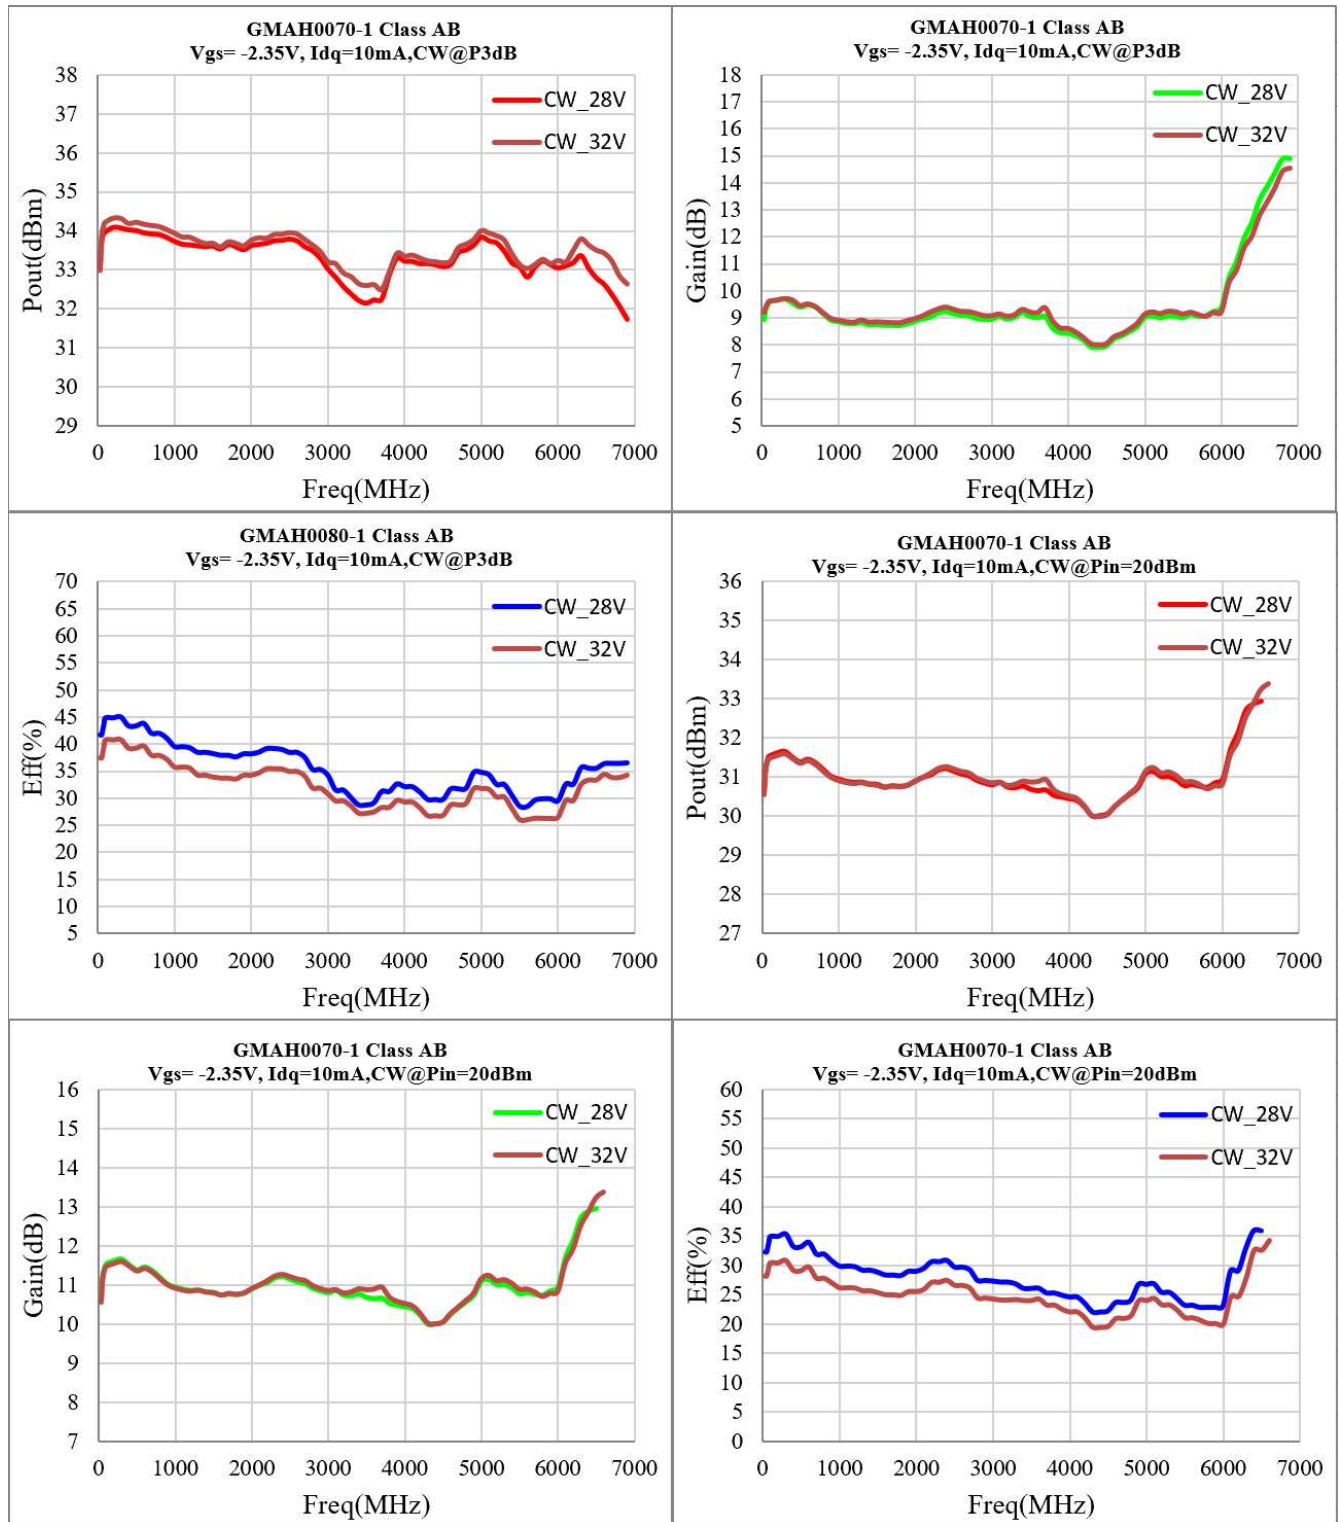 GMAH0070-1 Class AB
Vgs= -2.35V, Idq=10mA,CW@P3dB
38
37
36
35
34
33
32
31
30
29
Pout(dBm)
CW_28V
CW_32V
0 1000 2000 3000 4000 5000 6000 7000
Freq(MHz)
GMAH0070-1 Class AB
Vgs= -2.35V, Idq=10mA,CW@P3dB
18
17
16
15
14
13
12
11
10
9
8
7
6
5
Gain(dB)
CW_28V
CW_32V
0 1000 2000 3000 4000 5000 6000 7000
Freq(MHz)
GMAH0080-1 Class AB
Vgs= -2.35V, Idq=10mA,CW@P3dB
70
65
60
55
50
45
40
35
30
25
20
15
10
5
Eff(%)
CW_28V
CW_32V
0 1000 2000 3000 4000 5000 6000 7000
Freq(MHz)
GMAH0070-1 Class AB
Vgs= -2.35V, Idq=10mA,CW@Pin=20dBm
36
35
34
33
32
31
30
29
28
27
Pout(dBm)
CW_28V
CW_32V
0 1000 2000 3000 4000 5000 6000 7000
Freq(MHz)
GMAH0070-1 Class AB
Vgs= -2.35V, Idq=10mA,CW@Pin=20dBm
16
15
14
13
12
11
10
9
8
7
Gain(dB)
CW_28V
CW_32V
0 1000 2000 3000 4000 5000 6000 7000
Freq(MHz)
GMAH0070-1 Class AB
Vgs= -2.35V, Idq=10mA,CW@Pin=20dBm
60
55
50
45
40
35
30
25
20
15
10
5
0
Eff(%)
CW_28V
CW_32V
0 1000 2000 3000 4000 5000 6000 7000
Freq(MHz)